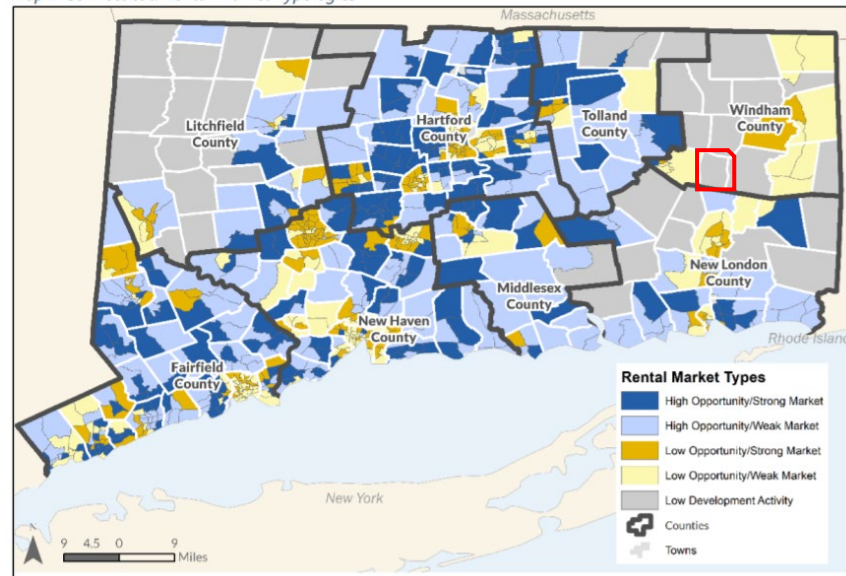 Massachusetts
Litchfield
County
Hartford
County
Tolland
County
Windham
County
New London
County
Middlesex
County
New Haven
County
Fairfield
County
Rhode Island
New York
N
9 4.5 0 9
Miles
Rental Market Types
High Opportunity/Strong Market
High Opportunity/Weak Market
Low Opportunity/Strong Market
Low Opportunity/Weak Market
Low Development Activity
Counties
Towns